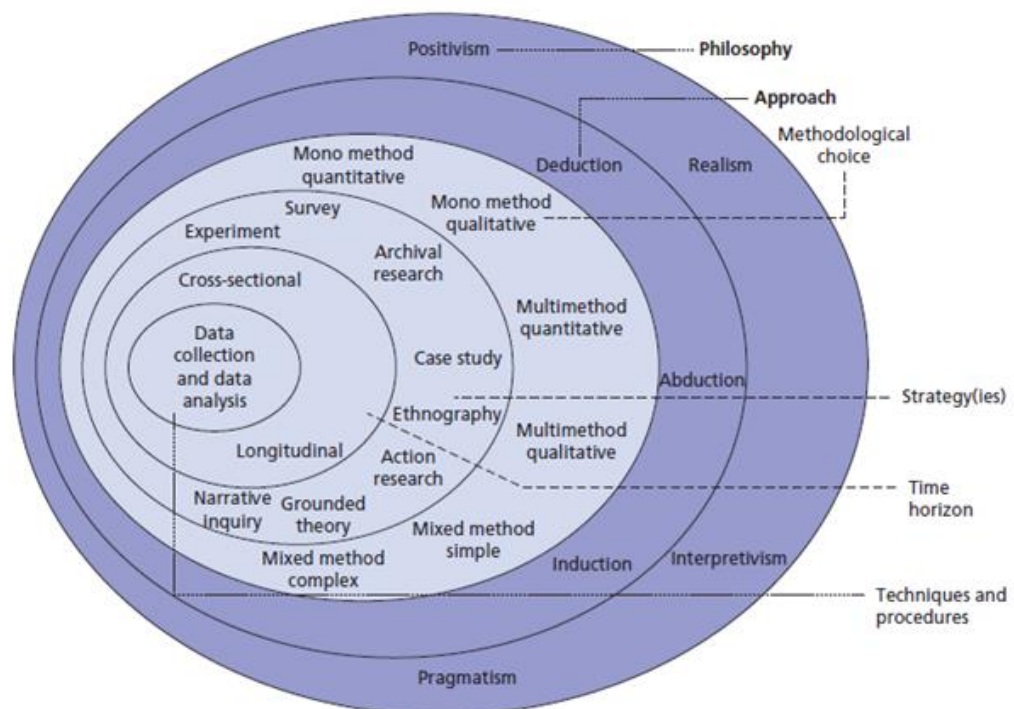 Positivism
Philosophy
Approach
Methodological
choice
Mono method
quantitative
Deduction
Realism
Survey
Mono method
qualitative
Experiment
Archival
research
Cross-sectional
Multimethod
quantitative
Data
collection
and data
analysis
Case study
Abduction
Strategy(ies)
Ethnography
Multimethod
qualitative
Longitudinal
Action
research
Time
horizon
Narrative
inquiry
Grounded
theory
Mixed method
simple
Mixed method
complex
Induction
Interpretivism
Techniques and
procedures
Pragmatism